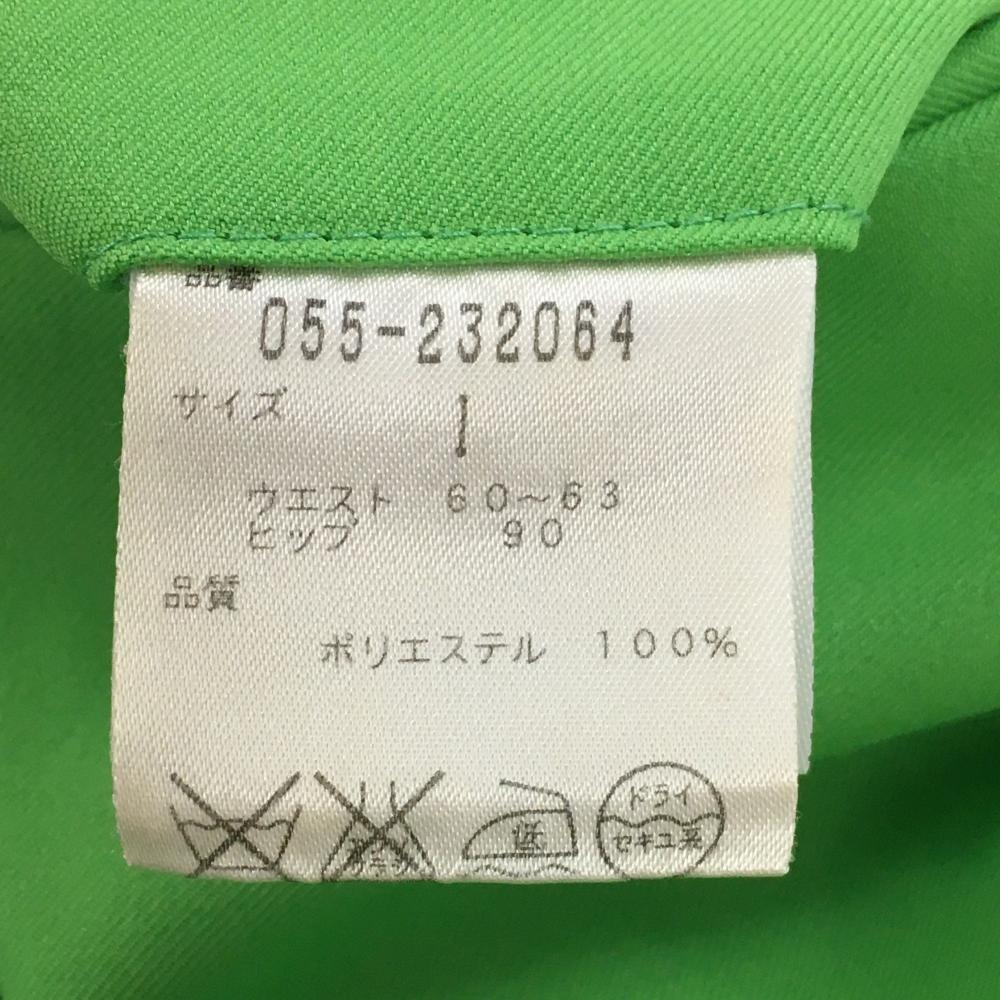 品番
055-232064
サイズ 1
ウエスト 60〜63
ヒップ 90
品質
ポリエステル 100%
低
ドライ
セキユ系